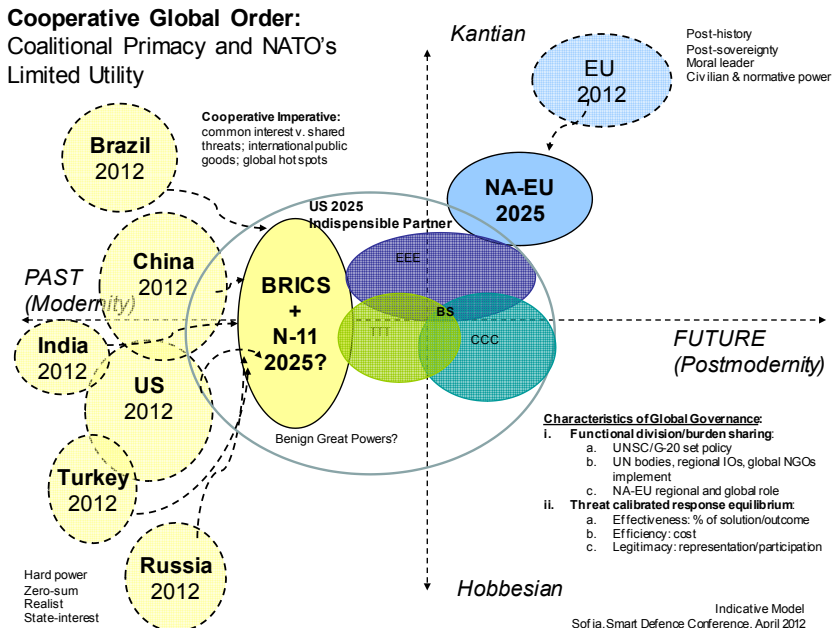 Cooperative Global Order:
Coalitional Primacy and NATO's
Limited Utility
Kantian
Post-history
Post-sovereignty
Moral leader
Civilian & normative power
EU
2012
Cooperative Imperative:
common interest v. shared
threats; international public
goods; global hot spots
Brazil
2012
NA-EU
2025
US 2025
Indispensible Partner
China
2012
EEE
PAST
(Modernity)
BRICS
+
N-11
2025?
BS
TTT
CCC
FUTURE
(Postmodernity)
India
2012
US
2012
Benign Great Powers?
Turkey
2012
Russia
2012
Characteristics of Global Governance:
i. Functional division/burden sharing:
a. UNSC/G-20 set policy
b. UN bodies, regional IOs, global NGOs
implement
c. NA-EU regional and global role
ii. Threat calibrated response equilibrium:
a. Effectiveness: % of solution/outcome
b. Efficiency: cost
c. Legitimacy: representation/participation
Hard power
Zero-sum
Realist
State-interest
Hobbesian
Indicative Model
Sofia, Smart Defence Conference, April 2012